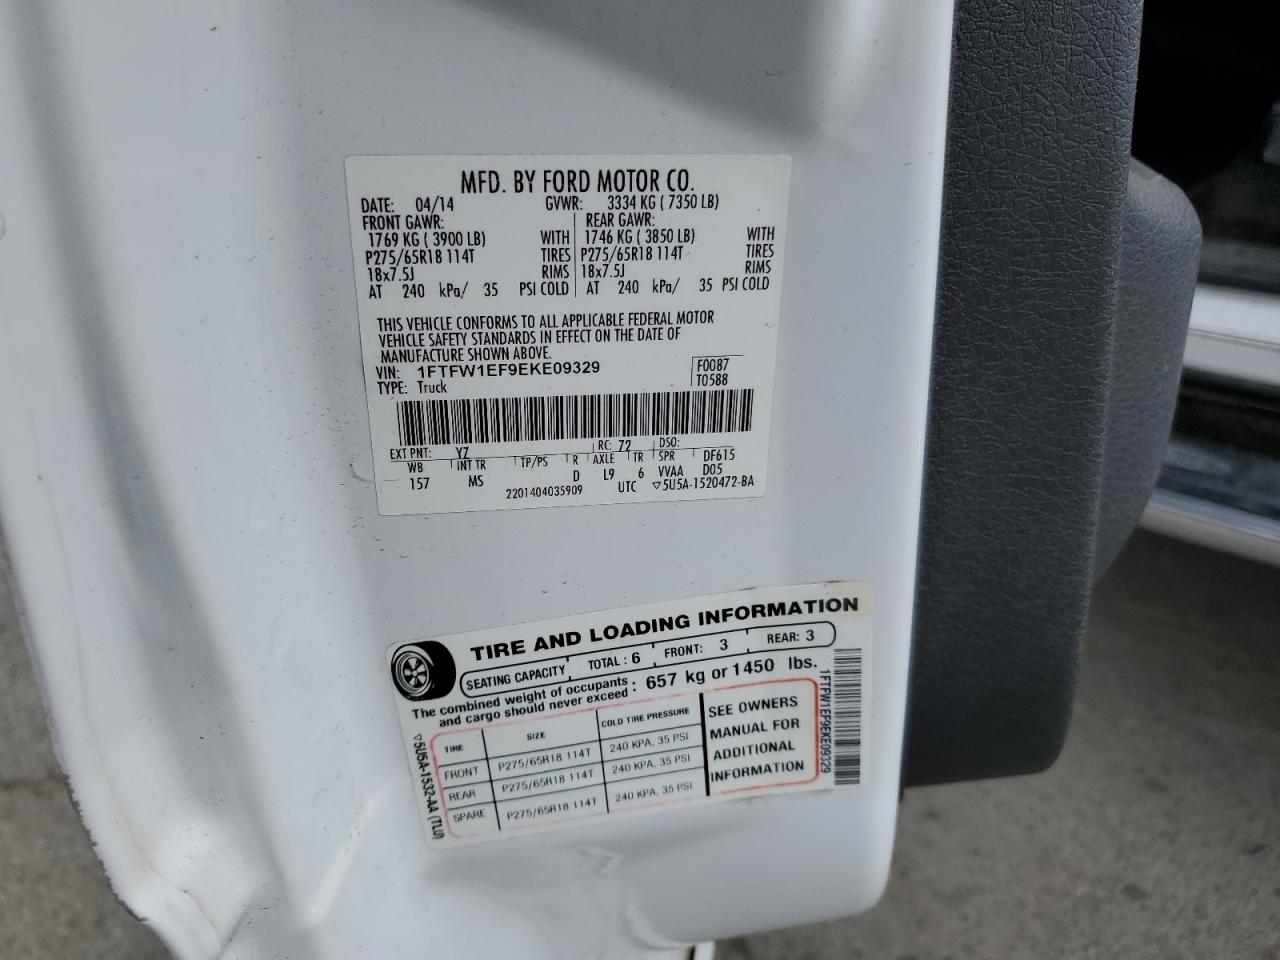 MFD. BY FORD MOTOR CO.
DATE: 04/14 GVWR: 3334 KG ( 7350 LB)
FRONT GAWR: REAR GAWR:
1769 KG ( 3900 LB) WITH 1746 KG ( 3850 LB) WITH
P275/65R18 114T TIRES P275/65R18 114T TIRES
18x7.5J RIMS 18x7.5J RIMS
AT 240 kPa/ 35 PSI COLD AT 240 kPa/ 35 PSI COLD
THIS VEHICLE CONFORMS TO ALL APPLICABLE FEDERAL MOTOR
VEHICLE SAFETY STANDARDS IN EFFECT ON THE DATE OF
MANUFACTURE SHOWN ABOVE.
VIN: 1FTFW1EF9EKE09329 F0087
TYPE: Truck T0588
EXT PNT: YZ RC: 72 DSO:
WB INT TR TP/PS R AXLE TR SPR DF615
157 MS D L9 6 VVAA D05
2201404035909 UTC ▽5U5A-1520472-BA
TIRE AND LOADING INFORMATION
SEATING CAPACITY TOTAL : 6 FRONT: 3 REAR: 3
The combined weight of occupants and cargo should never exceed : 657 kg or 1450 lbs.
TIRE SIZE COLD TIRE PRESSURE
FRONT P275/65R18 114T 240 KPA, 35 PSI
REAR P275/65R18 114T 240 KPA, 35 PSI
SPARE P275/65R18 114T 240 KPA, 35 PSI
SEE OWNERS
MANUAL FOR
ADDITIONAL
INFORMATION
▽5U5A-1532-AA (TLU)
1FTFW1EF9EKE09329